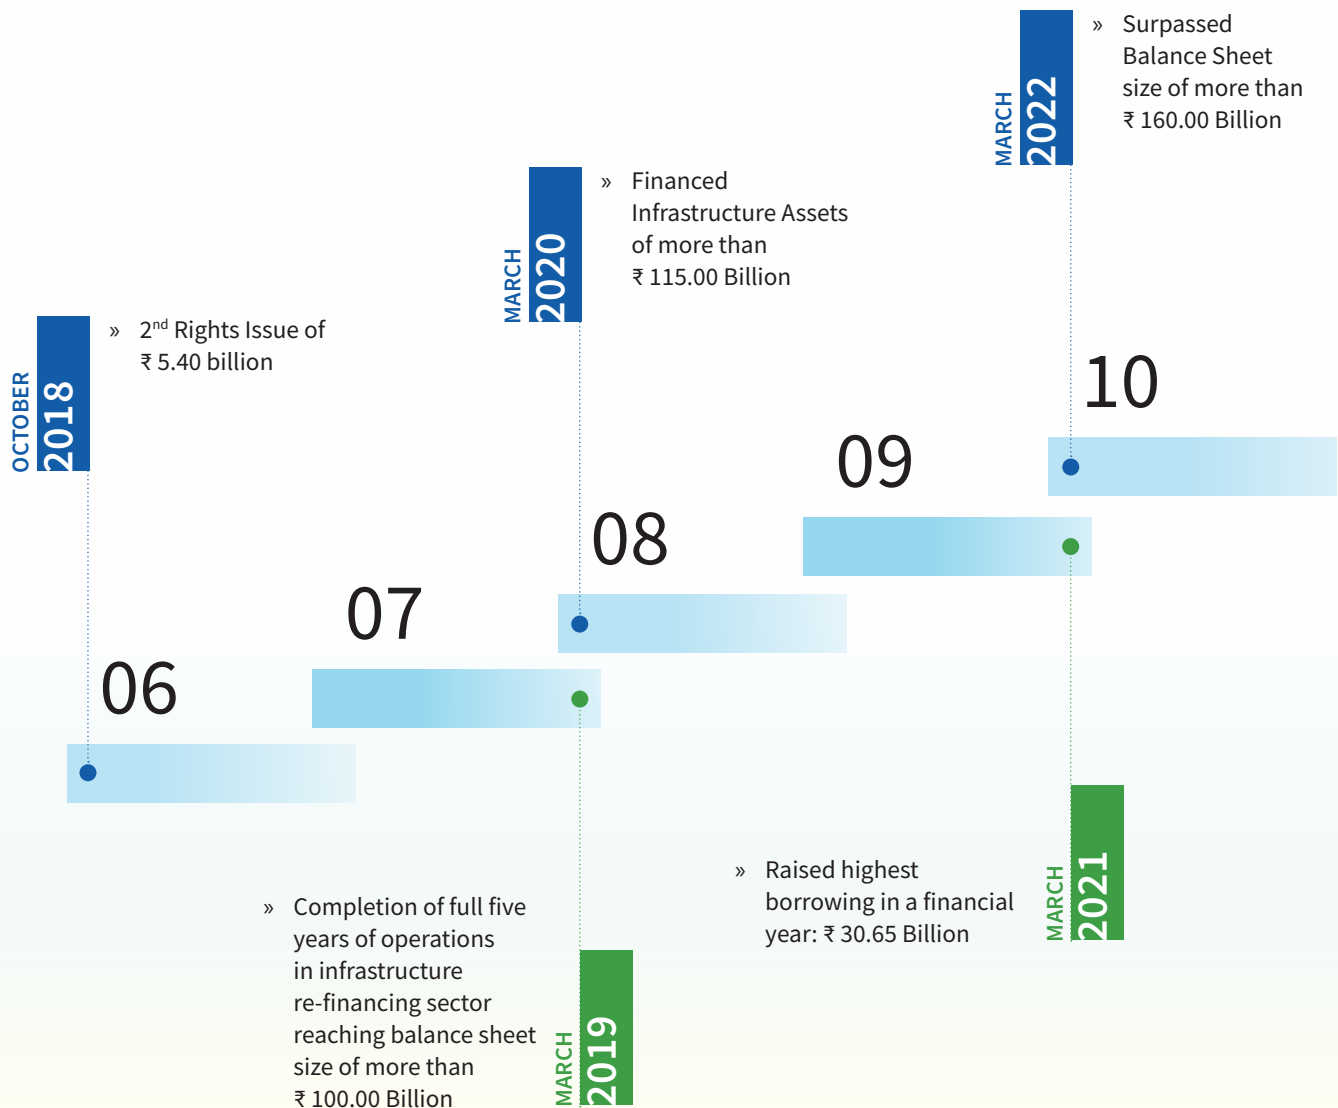 OCTOBER
2018
» 2nd Rights Issue of
₹ 5.40 billion
06
07
» Completion of full five
years of operations
in infrastructure
re-financing sector
reaching balance sheet
size of more than
₹ 100.00 Billion
MARCH
2019
MARCH
2020
» Financed
Infrastructure Assets
of more than
₹ 115.00 Billion
08
09
» Raised highest
borrowing in a financial
year: ₹ 30.65 Billion
MARCH
2021
MARCH
2022
» Surpassed
Balance Sheet
size of more than
₹ 160.00 Billion
10